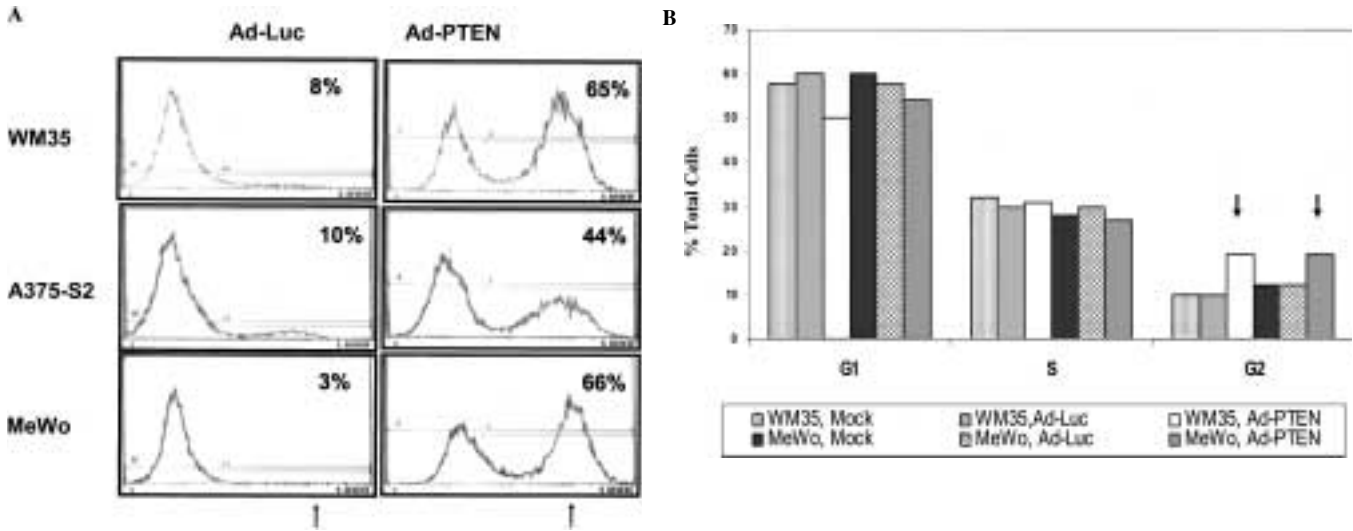 A
Ad-Luc Ad-PTEN
WM35
8%
65%
A375-S2
10%
44%
MeWo
3%
66%
B
% Total Cells
70
60
50
40
30
20
10
0
G1 S G2
WM35, Mock WM35,Ad-Luc WM35, Ad-PTEN
MeWo, Mock MeWo, Ad-Luc MeWo, Ad-PTEN